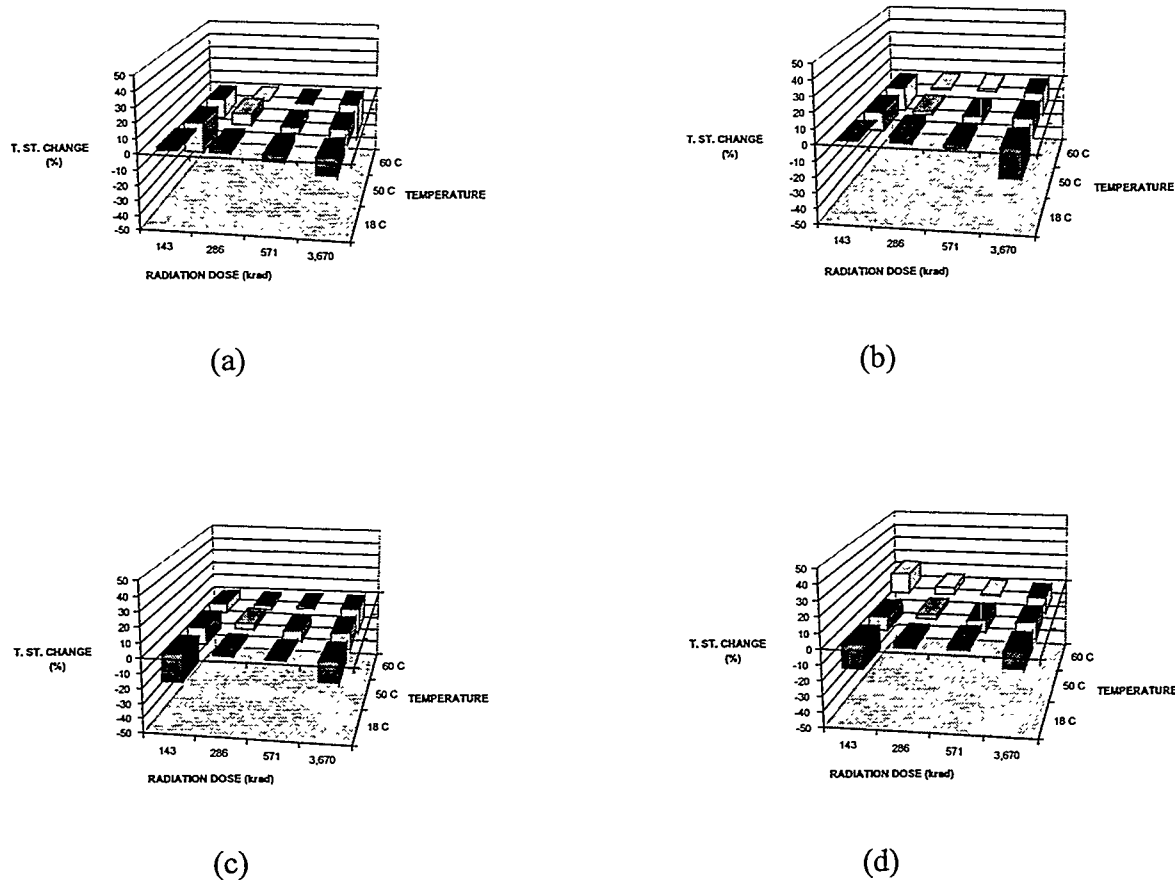 50
40
30
20
10
0
-10
-20
-30
-40
-50
T. ST. CHANGE
(%)
60 C
50 C
18 C
TEMPERATURE
143
286
571
3,670
RADIATION DOSE (krad)
(a)
50
40
30
20
10
0
-10
-20
-30
-40
-50
T. ST. CHANGE
(%)
60 C
50 C
18 C
TEMPERATURE
143
286
571
3,670
RADIATION DOSE (krad)
(b)
50
40
30
20
10
0
-10
-20
-30
-40
-50
T. ST. CHANGE
(%)
60 C
50 C
18 C
TEMPERATURE
143
286
571
3,670
RADIATION DOSE (krad)
(c)
50
40
30
20
10
0
-10
-20
-30
-40
-50
T. ST. CHANGE
(%)
60 C
50 C
18 C
TEMPERATURE
143
286
571
3,670
RADIATION DOSE (krad)
(d)